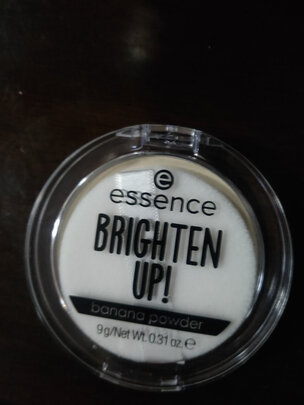 essence
BRIGHTEN
UP!
banana powder
9g/Net Wt. 0.31 oz. ℮